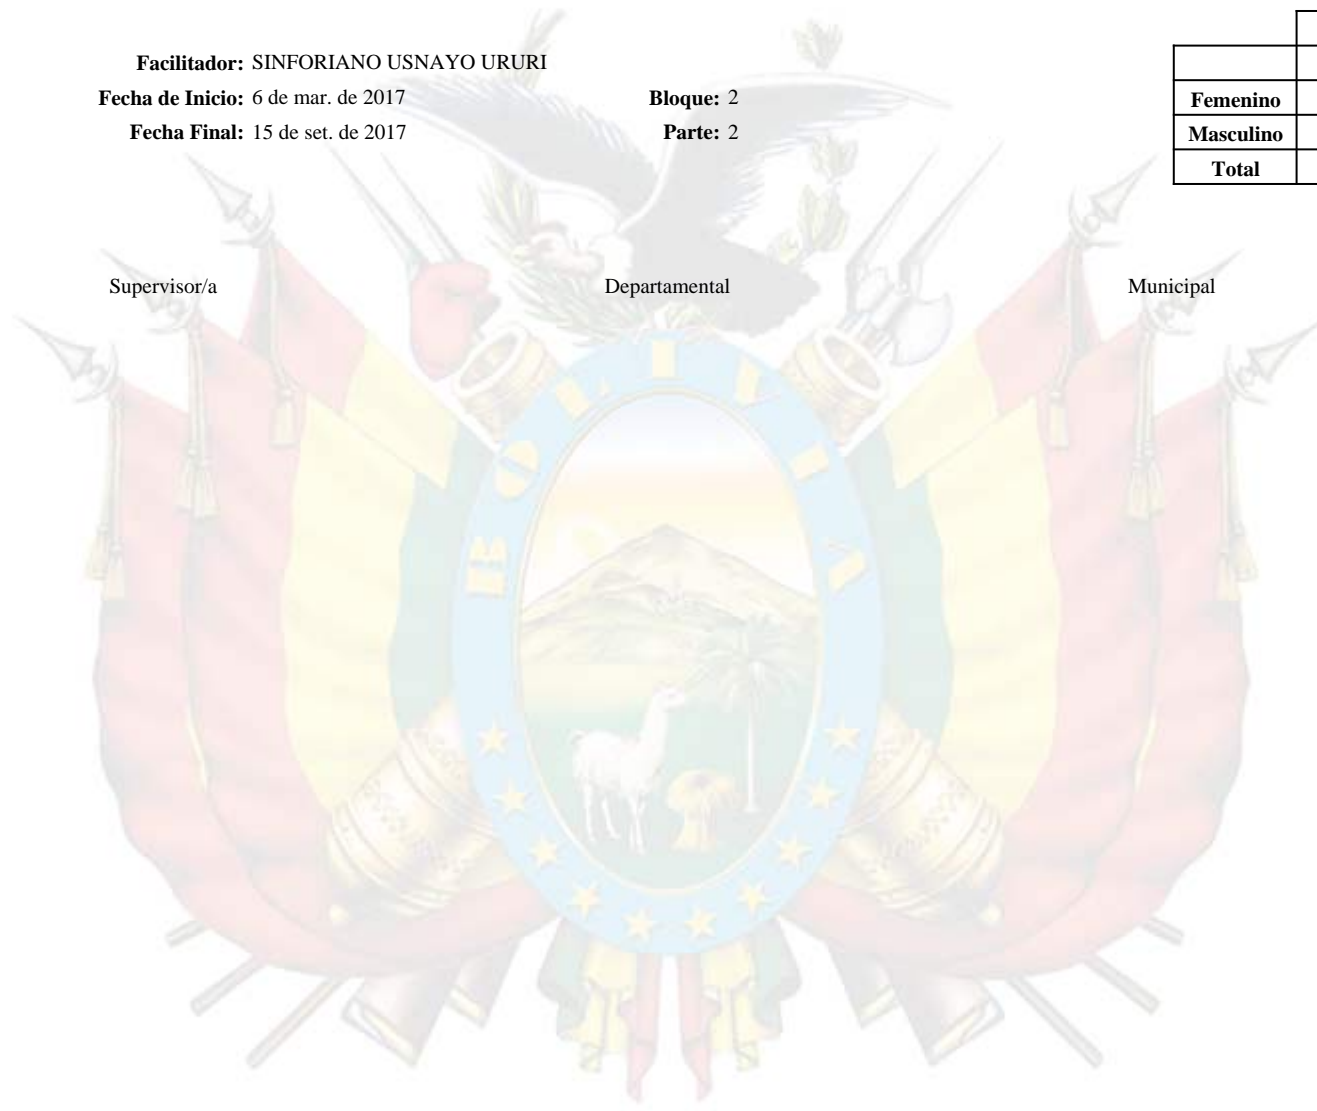 Facilitador: SINFORIANO USNAYO URURI
Fecha de Inicio: 6 de mar. de 2017 Bloque: 2
Fecha Final: 15 de set. de 2017 Parte: 2
Femenino
Masculino
Total
Supervisor/a Departamental Municipal
BOLIVIA